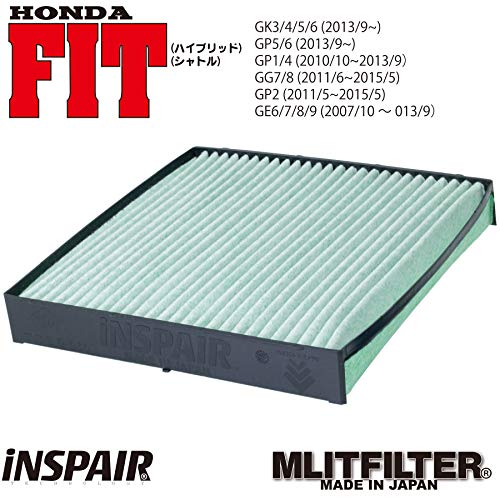 HONDA
FIT
(ハイブリッド)
(シャトル)
GK3/4/5/6 (2013/9~)
GP5/6 (2013/9~)
GP1/4 (2010/10~2013/9)
GG7/8 (2011/6~2015/5)
GP2 (2011/5~2015/5)
GE6/7/8/9 (2007/10 ～ 013/9)
iNSPAIR
iNSPAIR
MLITFILTER
MADE IN JAPAN